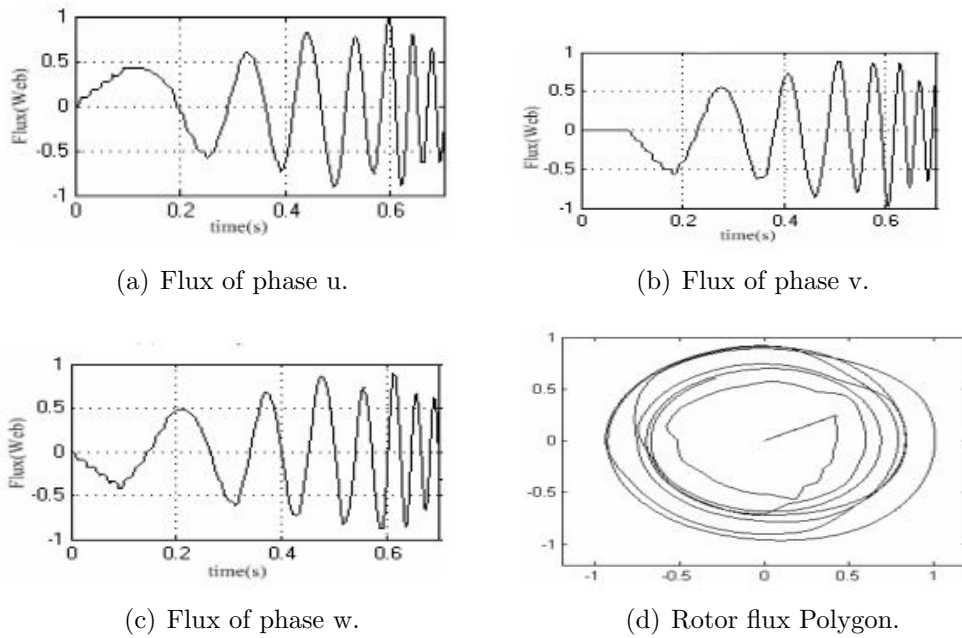 1
0.5
0
-0.5
-1
Flux(Web)
0 0.2 0.4 0.6
time(s)
(a) Flux of phase u.
1
0.5
0
-0.5
-1
Flux(Web)
0 0.2 0.4 0.6
time(s)
(b) Flux of phase v.
1
0.5
0
-0.5
-1
Flux(Web)
0 0.2 0.4 0.6
time(s)
(c) Flux of phase w.
1
0.5
0
-0.5
-1
-1 -0.5 0 0.5 1
(d) Rotor flux Polygon.